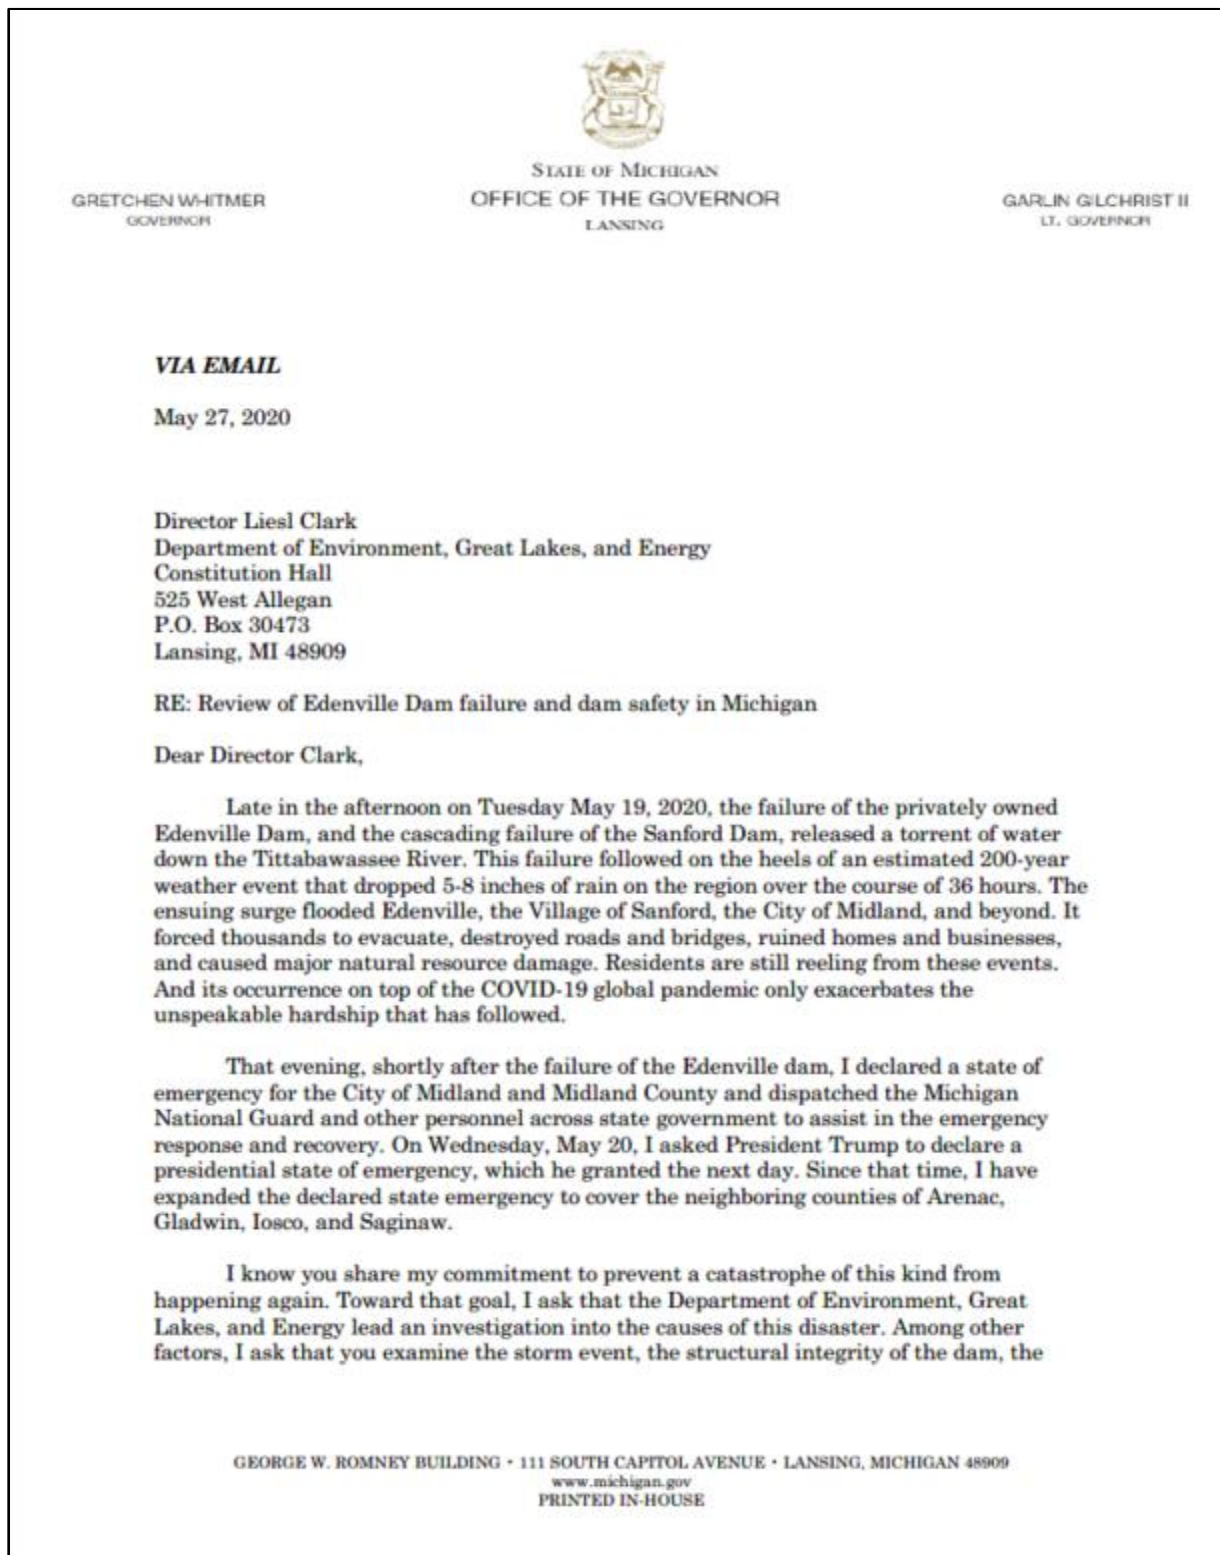 STATE OF MICHIGAN
GRETCHEN WHITMER
GOVERNOR
OFFICE OF THE GOVERNOR
LANSING
GARLIN GILCHRIST II
LT. GOVERNOR
VIA EMAIL
May 27, 2020
Director Liesl Clark
Department of Environment, Great Lakes, and Energy
Constitution Hall
525 West Allegan
P.O. Box 30473
Lansing, MI 48909
RE: Review of Edenville Dam failure and dam safety in Michigan
Dear Director Clark,
Late in the afternoon on Tuesday May 19, 2020, the failure of the privately owned
Edenville Dam, and the cascading failure of the Sanford Dam, released a torrent of water
down the Tittabawassee River. This failure followed on the heels of an estimated 200-year
weather event that dropped 5-8 inches of rain on the region over the course of 36 hours. The
ensuing surge flooded Edenville, the Village of Sanford, the City of Midland, and beyond. It
forced thousands to evacuate, destroyed roads and bridges, ruined homes and businesses,
and caused major natural resource damage. Residents are still reeling from these events.
And its occurrence on top of the COVID-19 global pandemic only exacerbates the
unspeakable hardship that has followed.
That evening, shortly after the failure of the Edenville dam, I declared a state of
emergency for the City of Midland and Midland County and dispatched the Michigan
National Guard and other personnel across state government to assist in the emergency
response and recovery. On Wednesday, May 20, I asked President Trump to declare a
presidential state of emergency, which he granted the next day. Since that time, I have
expanded the declared state emergency to cover the neighboring counties of Arenac,
Gladwin, Iosco, and Saginaw.
I know you share my commitment to prevent a catastrophe of this kind from
happening again. Toward that goal, I ask that the Department of Environment, Great
Lakes, and Energy lead an investigation into the causes of this disaster. Among other
factors, I ask that you examine the storm event, the structural integrity of the dam, the
GEORGE W. ROMNEY BUILDING • 111 SOUTH CAPITOL AVENUE • LANSING, MICHIGAN 48909
www.michigan.gov
PRINTED IN-HOUSE